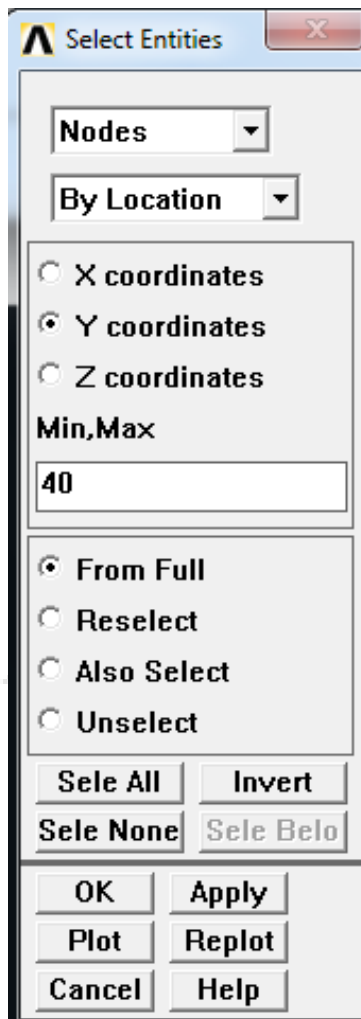 Select Entities
Nodes
By Location
X coordinates
Y coordinates
Z coordinates
Min,Max
40
From Full
Reselect
Also Select
Unselect
Sele All Invert
Sele None Sele Belo
OK Apply
Plot Replot
Cancel Help